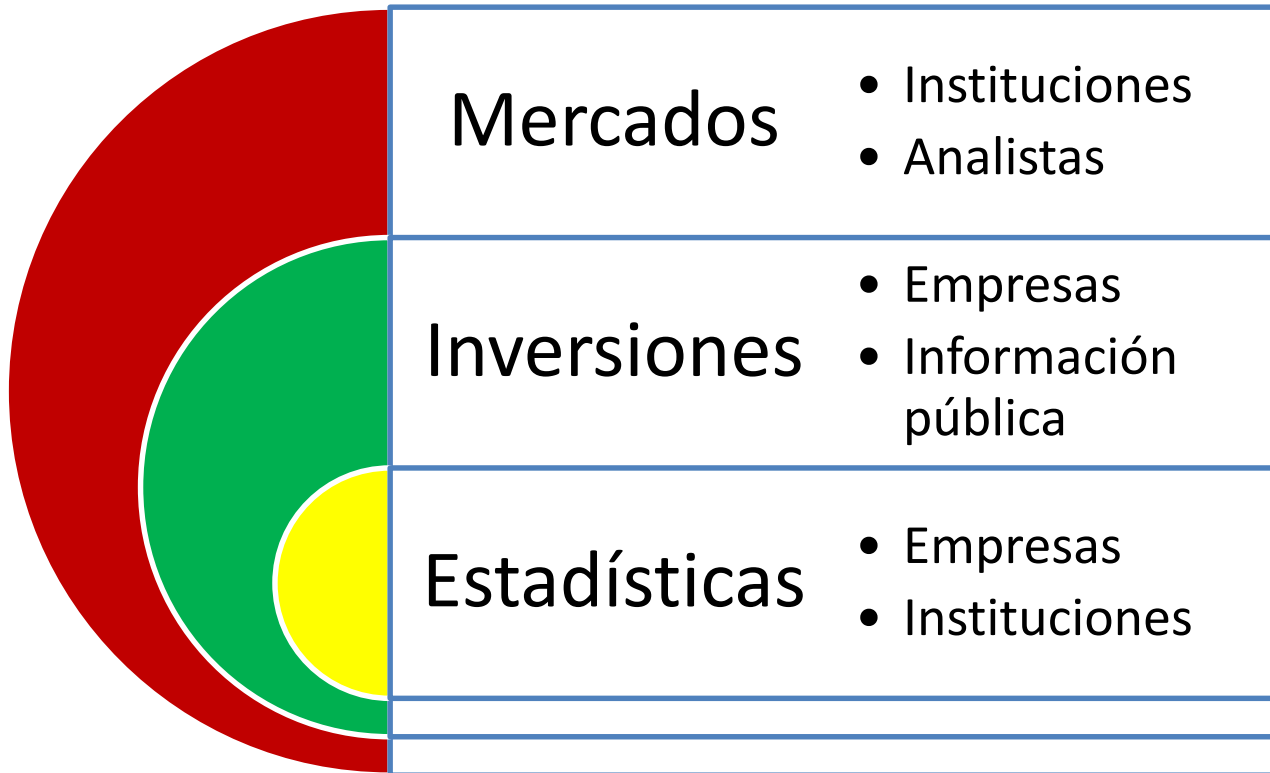 Mercados
• Instituciones
• Analistas
Inversiones
• Empresas
• Información
pública
Estadísticas
• Empresas
• Instituciones